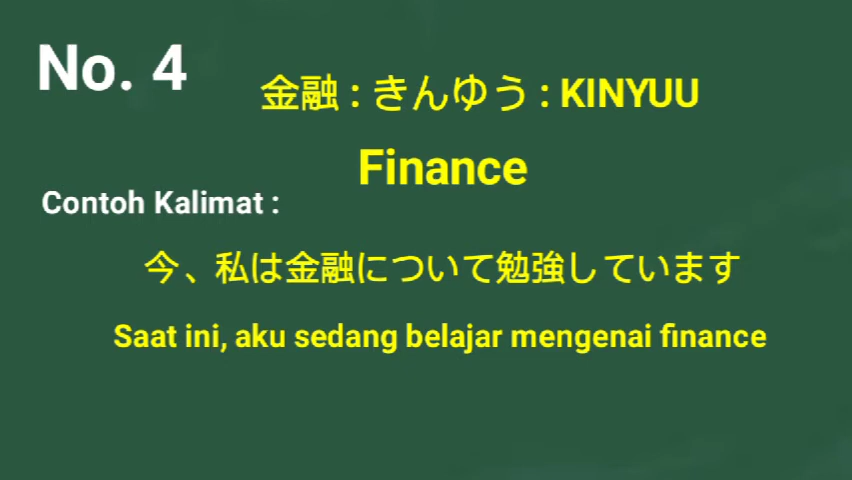 No. 4
金融 : きんゆう : KINYUU
Finance
Contoh Kalimat :
今、私は金融について勉強しています
Saat ini, aku sedang belajar mengenai finance